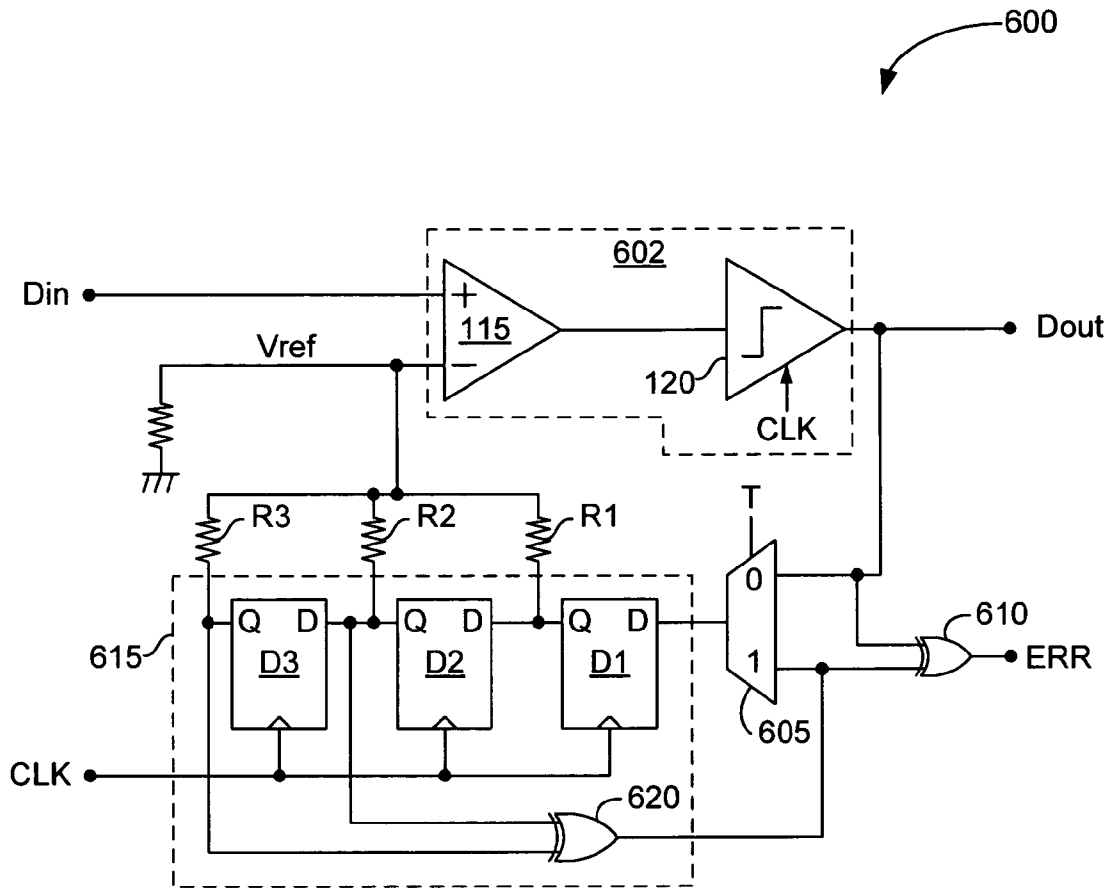 600
602
Din
+
115
−
120
CLK
Dout
Vref
T
R3
R2
R1
0
1
605
610
ERR
615
Q D
D3
Q D
D2
Q D
D1
CLK
620